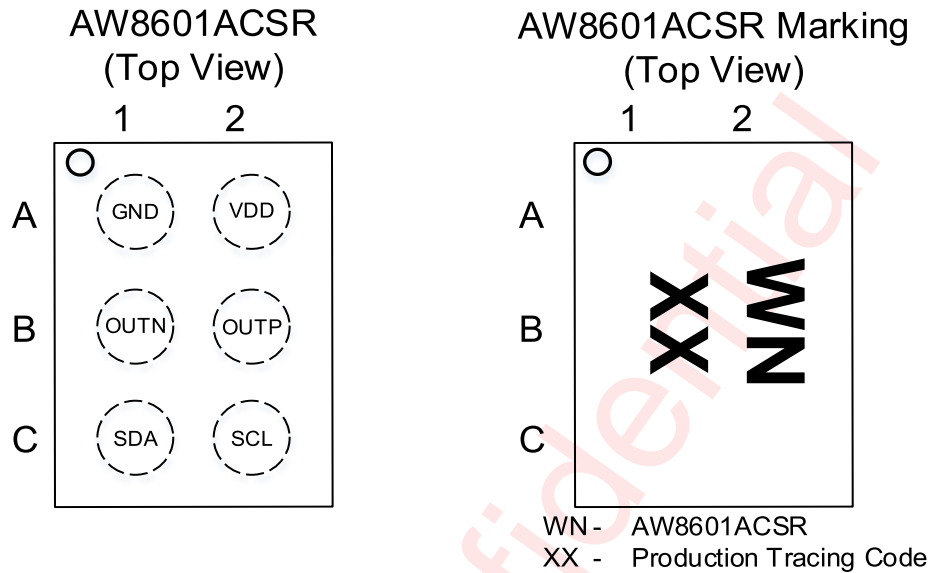 AW8601ACSR
(Top View)
1 2
A GND VDD
B OUTN OUTP
C SDA SCL
AW8601ACSR Marking
(Top View)
1 2
A
B
C
WN
XX
WN - AW8601ACSR
XX - Production Tracing Code
fidential